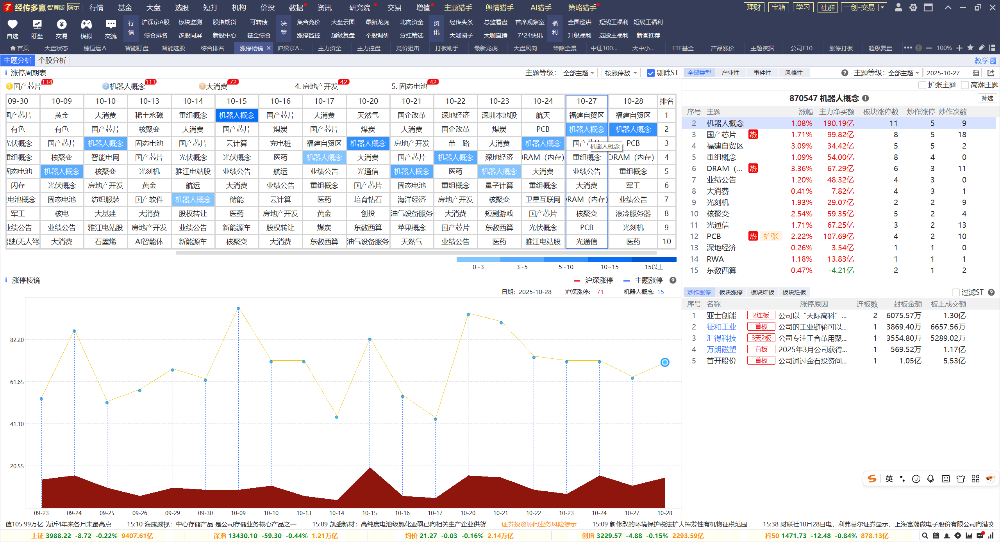 经传多赢 智尊版 演示 行情 基金 大盘 选股 短打 机构 价投 数据 资讯 研究院 交易 增值 主题猎手 舆情猎手 AI猎手 策略猎手 理财 宝箱 学习 社群 一创-交易
自选 盯盘 交易 模拟 交流
行情 沪深京A股 板块监测 股指期货 可转债 决策 集合竞价 大盘云图 最新龙虎 北向资金 资讯 经传头条 总监看盘 首席观察室 福利 全国巡讲 短线王福利 短线王福利
综合排名 多股同屏 新股中心 基金综合 涨停监控 超级复盘 个股调研 分红精选 大咖圈子 大咖直播 7*24快讯 升级福利 选股王福利 新客推荐
首页 大盘状态 穗恒运A 智能盯盘 智能选股 综合排名 涨停棱镜 沪深京A... 主力资金 主力控盘 竞价狙击 打板助手 最新龙虎 大盘风向 策略全景 中证100... 大中小... ETF基金 产品涨价 主题挖掘 公司F10 涨停打板 超级复盘 100%
主题分析 个股分析 教学
涨停周期表 主题等级: 全部主题 按涨停数 剔除ST
1 国产芯片 134 2 机器人概念 113 3 大消费 72 4. 房地产开发 42 5. 固态电池 42
09-30 10-09 10-10 10-13 10-14 10-15 10-16 10-17 10-20 10-21 10-22 10-23 10-24 10-27 10-28 排名
国产芯片 黄金 大消费 稀土永磁 重组概念 机器人概念 国产芯片 大消费 天然气 国企改革 深地经济 深圳本地股 航天 福建自贸区 福建自贸区 1
有色 有色 国产芯片 核聚变 大消费 国产芯片 煤炭 国产芯片 煤炭 大消费 国企改革 煤炭 PCB 机器人概念 机器人概念 2
光伏概念 国产芯片 机器人概念 固态电池 国产芯片 云计算 充电桩 福建自贸区 机器人概念 房地产开发 一带一路 大消费 机器人概念 国产芯片 PCB 3
机器人概念
重组概念 核聚变 智能电网 国产芯片 光伏概念 光伏概念 医药 机器人概念 大消费 国产芯片 机器人概念 深地经济 DRAM（内存） 重组概念 DRAM（内存） 4
固态电池 机器人概念 核聚变 光刻机 雅江电站股 业绩公告 航运 业绩公告 光通信 机器人概念 医药 机器人概念 大消费 业绩公告 重组概念 5
闪存 光伏概念 房地产开发 黄金 航运 大消费 业绩公告 重组概念 国产芯片 固态电池 重组概念 量子计算 重组概念 大消费 军工 6
电池概念 固态电池 纺织服装 国产软件 机器人概念 储能 云计算 医药 培育钻石 海洋经济 房地产开发 核聚变 卫星互联网 DRAM（内存） 业绩公告 7
军工 核电 大基建 大消费 股权转让 医药 房地产开发 黄金 创投 油气设备服务 大消费 短剧游戏 国产芯片 核聚变 液冷服务器 8
业绩公告 业绩公告 雅江电站股 房地产开发 业绩公告 新能源车 股权转让 煤炭 东数西算 苹果概念 国产芯片 东数西算 光伏概念 PCB 光刻机 9
驾驶(无人驾 大消费 石墨烯 AI智能体 新能源车 核聚变 大消费 东数西算 油气设备服务 天然气 业绩公告 医药 雅江电站股 光通信 医药 10
0~3 3~5 5~10 10~15 15以上
涨停棱镜 沪深涨停 主题涨停
日期: 2025-10-28 沪深涨停: 71 机器人概念: 15
82.20
61.65
41.10
20.55
09-23 09-24 09-25 09-26 09-29 09-30 10-09 10-10 10-13 10-14 10-15 10-16 10-17 10-20 10-21 10-22 10-23 10-24 10-27 10-28
全部类型 产业性 事件性 风格性 主题等级: 全部主题 2025-10-27
扩张主题 高潮主题
870547 机器人概念 筛选
序号 主题 涨幅 主力净买额 板块涨停数 炒作涨停 炒作次数
2 机器人概念 1.08% 190.19亿 11 5 9
3 国产芯片 热 1.71% 99.82亿 8 5 18
4 福建自贸区 3.09% 34.42亿 5 5 2
5 重组概念 1.09% 54.00亿 8 4 0
6 DRAM（... 热 3.36% 67.29亿 6 3 11
7 业绩公告 1.20% 48.32亿 4 3 0
8 大消费 0.41% 7.82亿 4 3 1
9 光刻机 1.93% 29.07亿 2 2 9
10 核聚变 2.54% 59.35亿 5 2 4
11 光通信 1.71% 67.25亿 3 2 13
12 PCB 热 扩张 2.22% 107.69亿 4 2 10
13 深地经济 0.26% 3.54亿 1 1 0
14 RWA 1.18% 13.83亿 1 1 1
15 东数西算 0.47% -4.21亿 2 1 2
炒作涨停 板块涨停 板块炸板 板块烂板 过滤ST
序号 名称 涨停原因 连板数 封板金额 板上成交额
1 亚士创能 2连板 公司以“天际高科”... 2 6075.57万 1.30亿
2 征和工业 首板 公司的工业链轮可以... 1 3869.40万 6657.56万
3 汇得科技 3天2板 公司专注于合革用聚... 1 3554.80万 5289.02万
4 万朗磁塑 首板 2025年3月公司获得... 1 569.52万 1.17亿
5 首开股份 首板 公司通过金石投资间... 1 1.05亿 5.53亿
英
值105.99万亿 为近4年来各月末最高点 15:10 海康威视：中心存储产品 是公司存储业务核心产品之一 15:09 凯盛新材：高纯度电池级氯化亚砜已向相关生产企业供货 证券投资顾问业务风险提示 15:09 新修改的环境保护税法扩大挥发性有机物征税范围 15:38 财联社10月28日电，利弗莫尔证券显示，上海富瀚微电子股份有限公司向港交
上证 3988.22 -8.72 -0.22% 9407.61亿 深指 13430.10 -59.30 -0.44% 1.21万亿 均价 21.27 -0.03 -0.16% 2.14万亿 创指 3229.57 -4.88 -0.15% 2293.59亿 科50 1471.73 -12.48 -0.84% 878.13亿